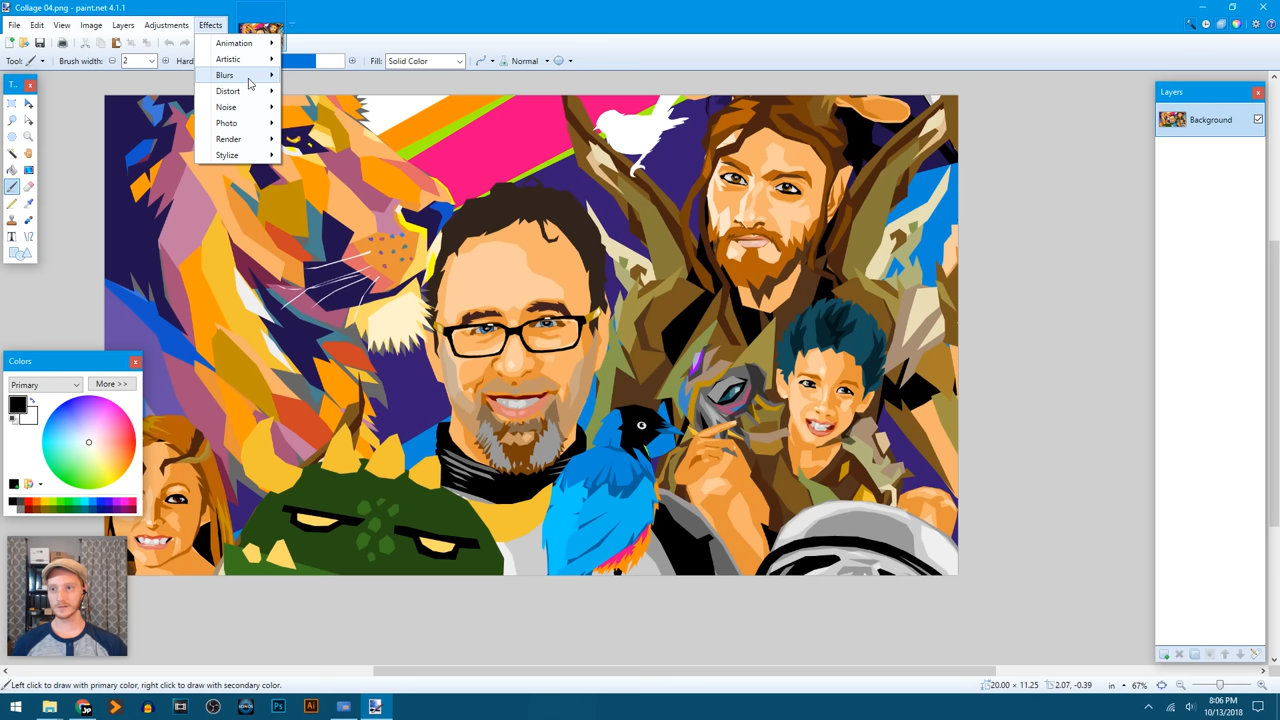 Collage 04.png - paint.net 4.1.1
File Edit View Image Layers Adjustments Effects
Tool: Brush width: 2 Hard Fill: Solid Color Normal
Animation
Artistic
Blurs
Distort
Noise
Photo
Render
Stylize
T..
Layers
Background
Colors
Primary More >>
Left click to draw with primary color, right click to draw with secondary color. 20.00 × 11.25 2.07, -0.39 in 67%
Ps Ai 8:06 PM
10/13/2018